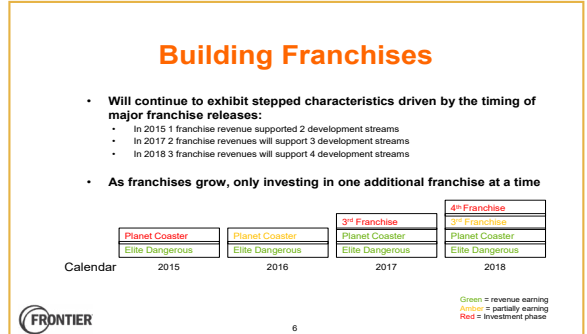 Building Franchises
• Will continue to exhibit stepped characteristics driven by the timing of
major franchise releases:
• In 2015 1 franchise revenue supported 2 development streams
• In 2017 2 franchise revenues will support 3 development streams
• In 2018 3 franchise revenues will support 4 development streams
• As franchises grow, only investing in one additional franchise at a time
4th Franchise
3rd Franchise 3rd Franchise
Planet Coaster Planet Coaster Planet Coaster Planet Coaster
Elite Dangerous Elite Dangerous Elite Dangerous Elite Dangerous
Calendar 2015 2016 2017 2018
Green = revenue earning
Amber = partially earning
Red = Investment phase
FRONTIER
6